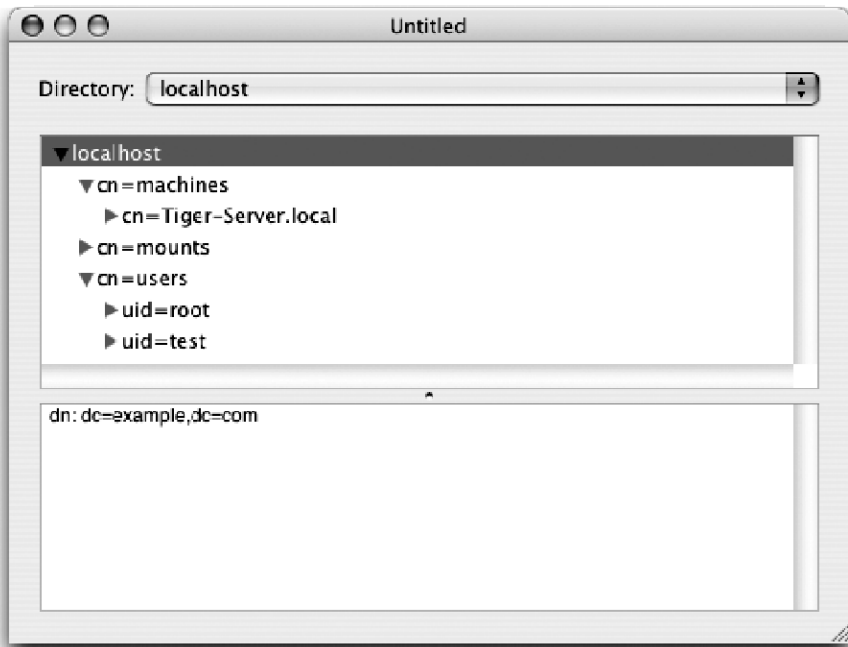 Untitled
Directory: localhost
localhost
cn=machines
cn=Tiger-Server.local
cn=mounts
cn=users
uid=root
uid=test
dn: dc=example,dc=com